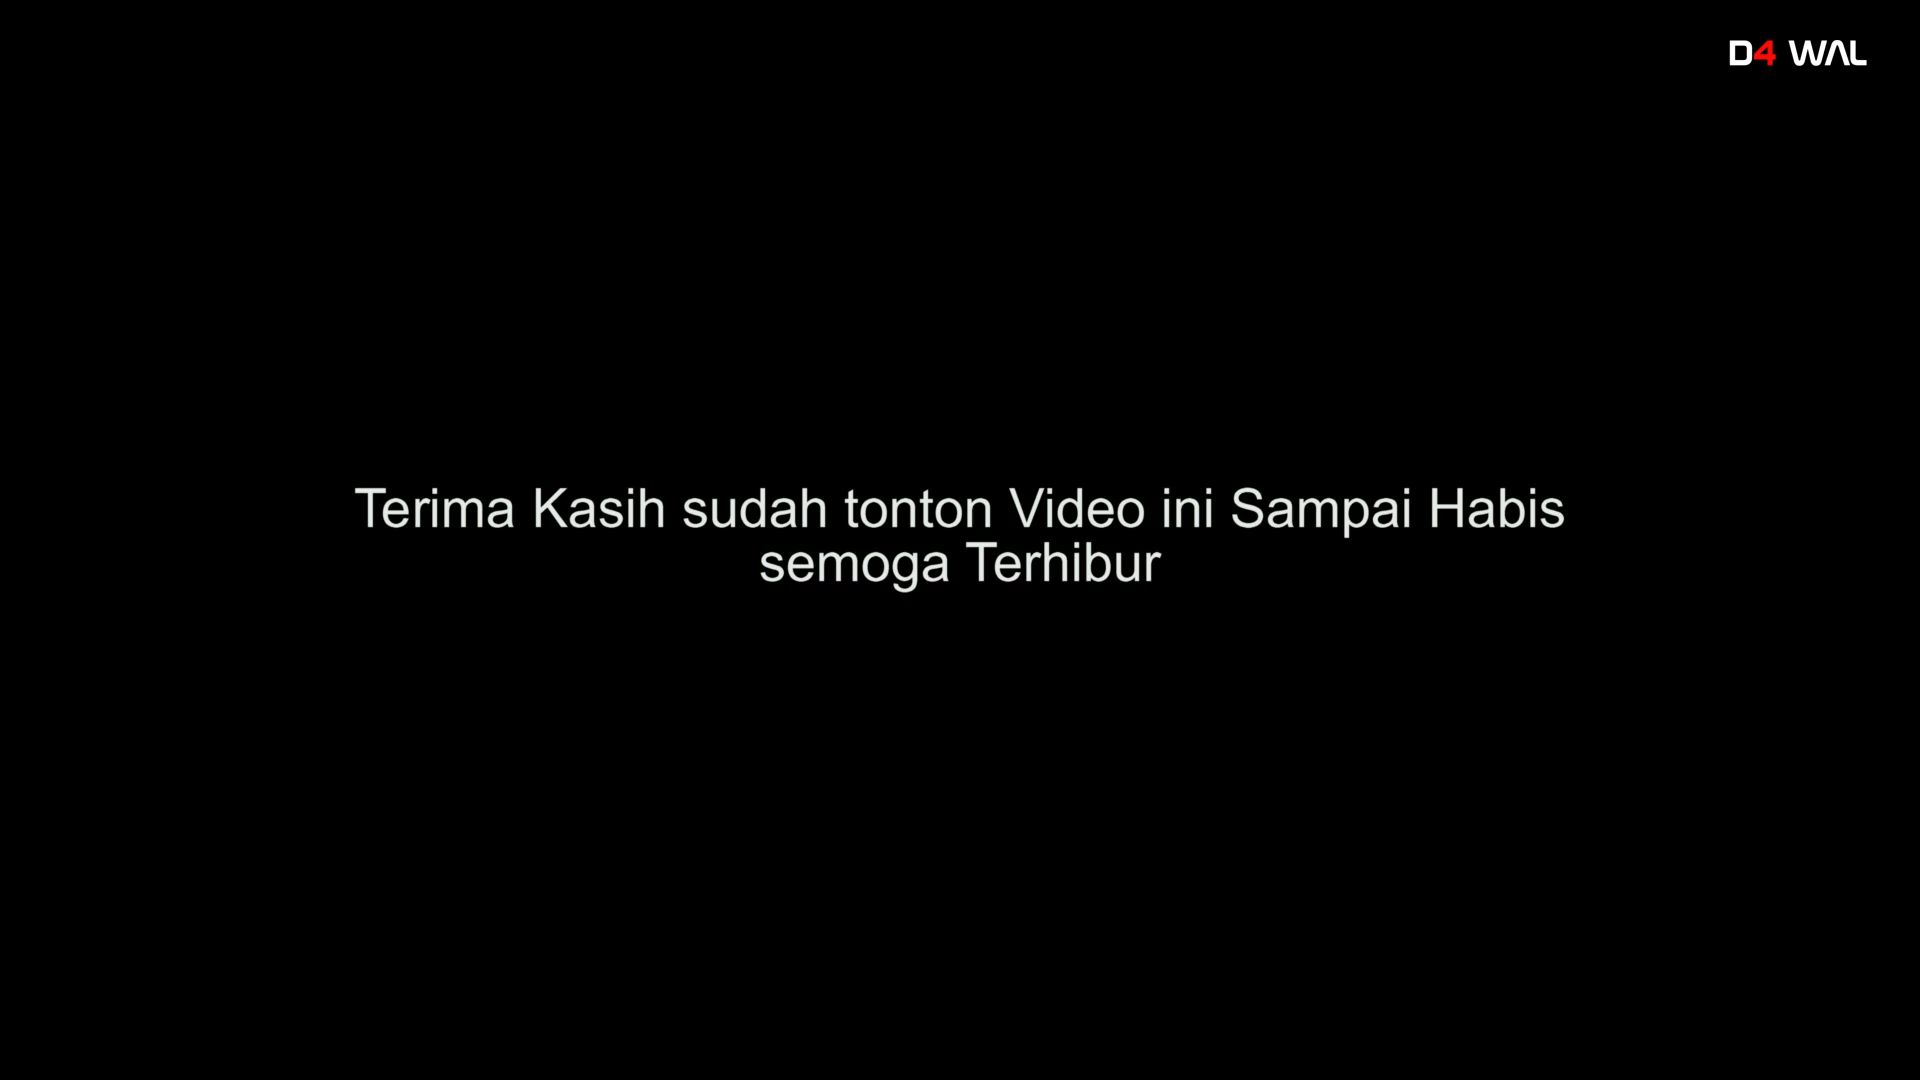 D4 WAL
Terima Kasih sudah tonton Video ini Sampai Habis
semoga Terhibur